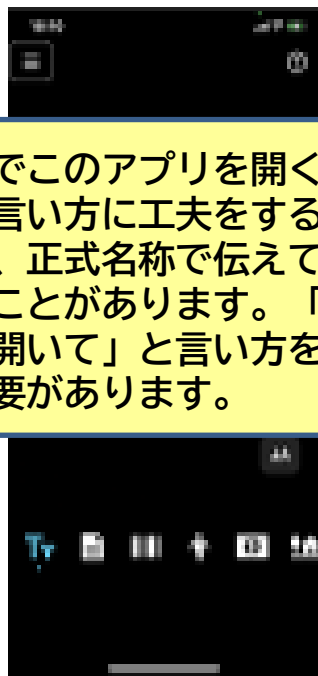 でこのアプリを開く
言い方に工夫をする
、正式名称で伝えて
ことがあります。「
開いて」と言い方を
要があります。
Tт